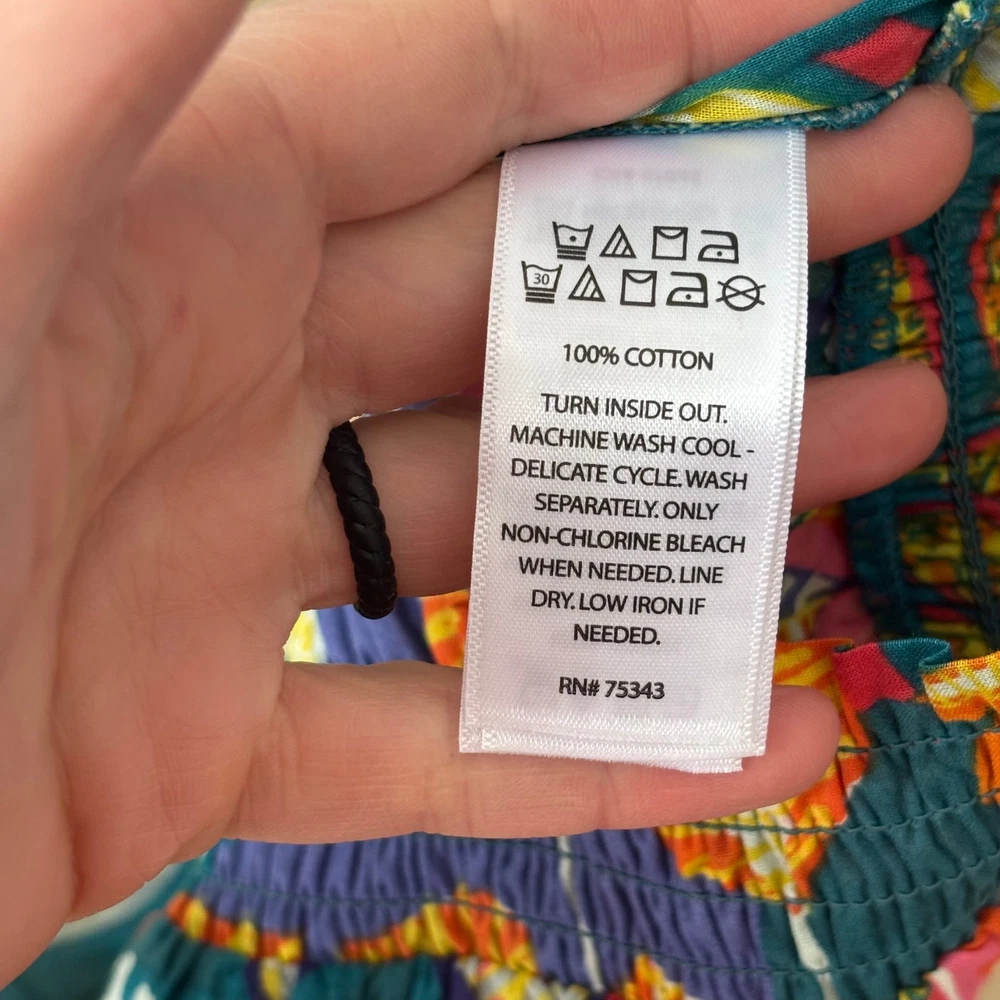 30
100% COTTON
TURN INSIDE OUT.
MACHINE WASH COOL -
DELICATE CYCLE. WASH
SEPARATELY. ONLY
NON-CHLORINE BLEACH
WHEN NEEDED. LINE
DRY. LOW IRON IF
NEEDED.
RN# 75343